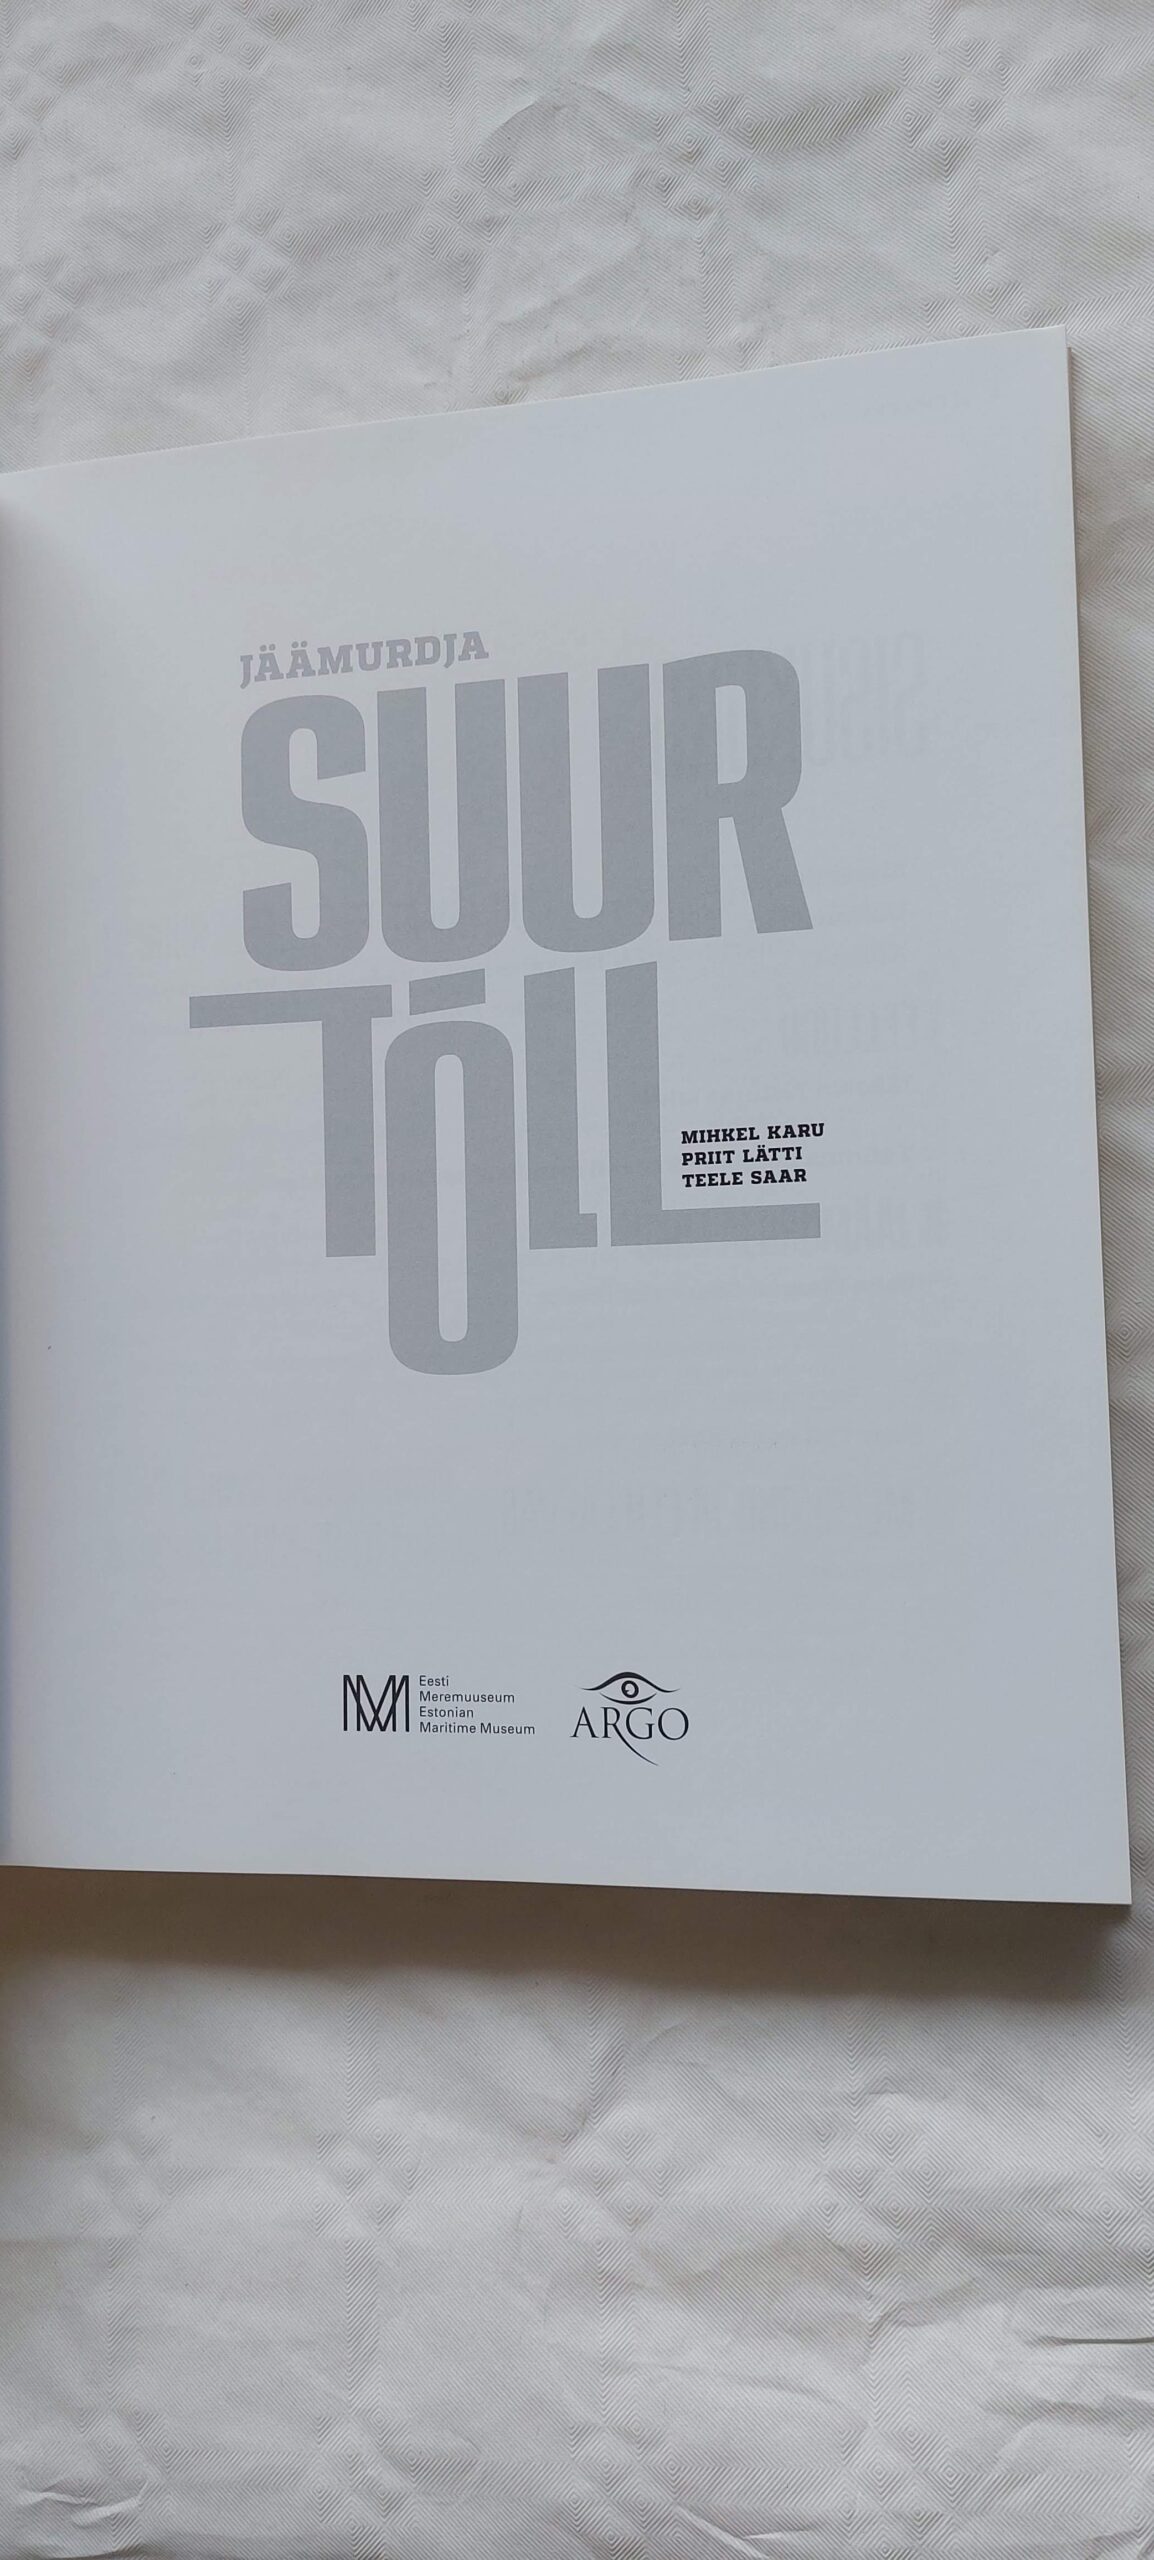 JÄÄMURDJA
SUUR
TÕLL
MIHKEL KARU
PRIIT LÄTTI
TEELE SAAR
Eesti
Meremuuseum
Estonian
Maritime Museum
ARGO